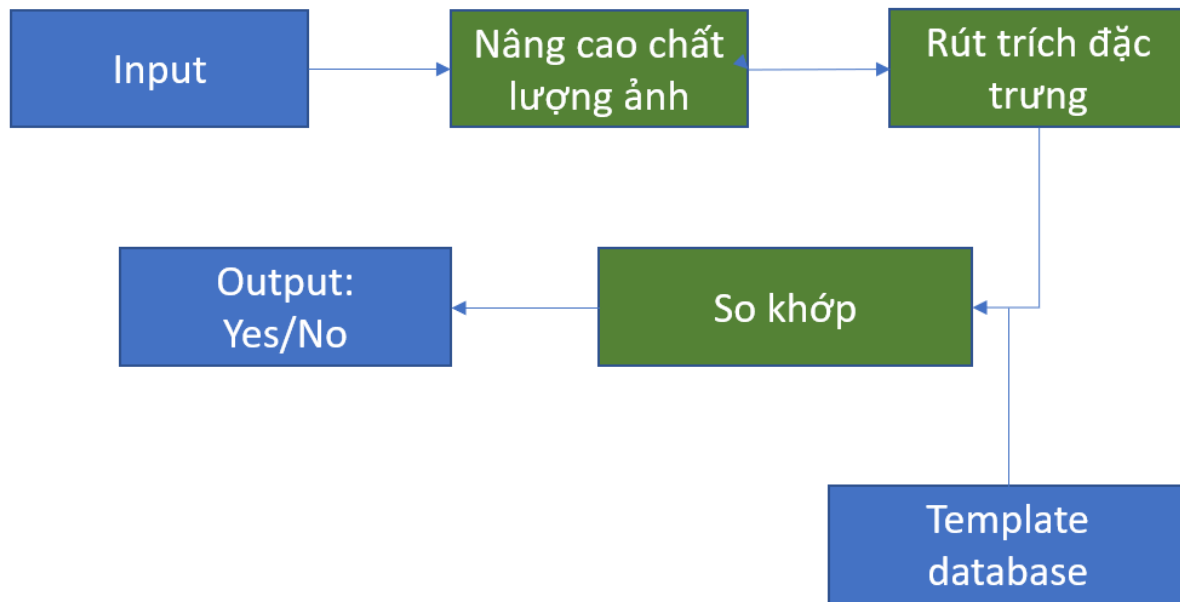 Input
Nâng cao chất
lượng ảnh
Rút trích đặc
trưng
Output:
Yes/No
So khớp
Template
database